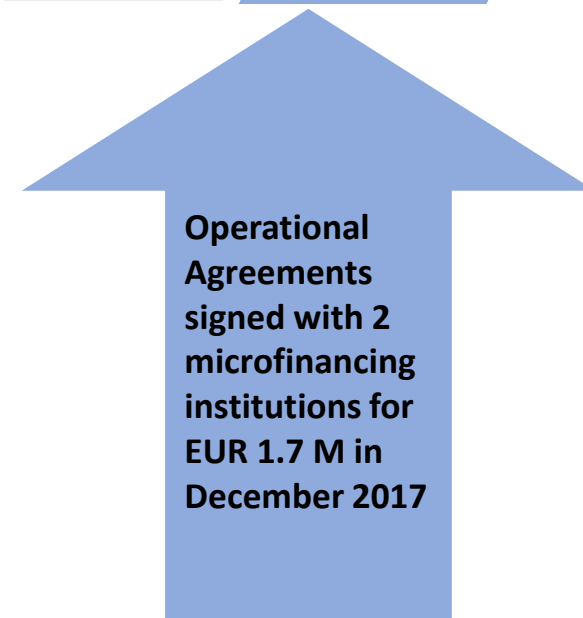 Operational
Agreements
signed with 2
microfinancing
institutions for
EUR 1.7 M in
December 2017